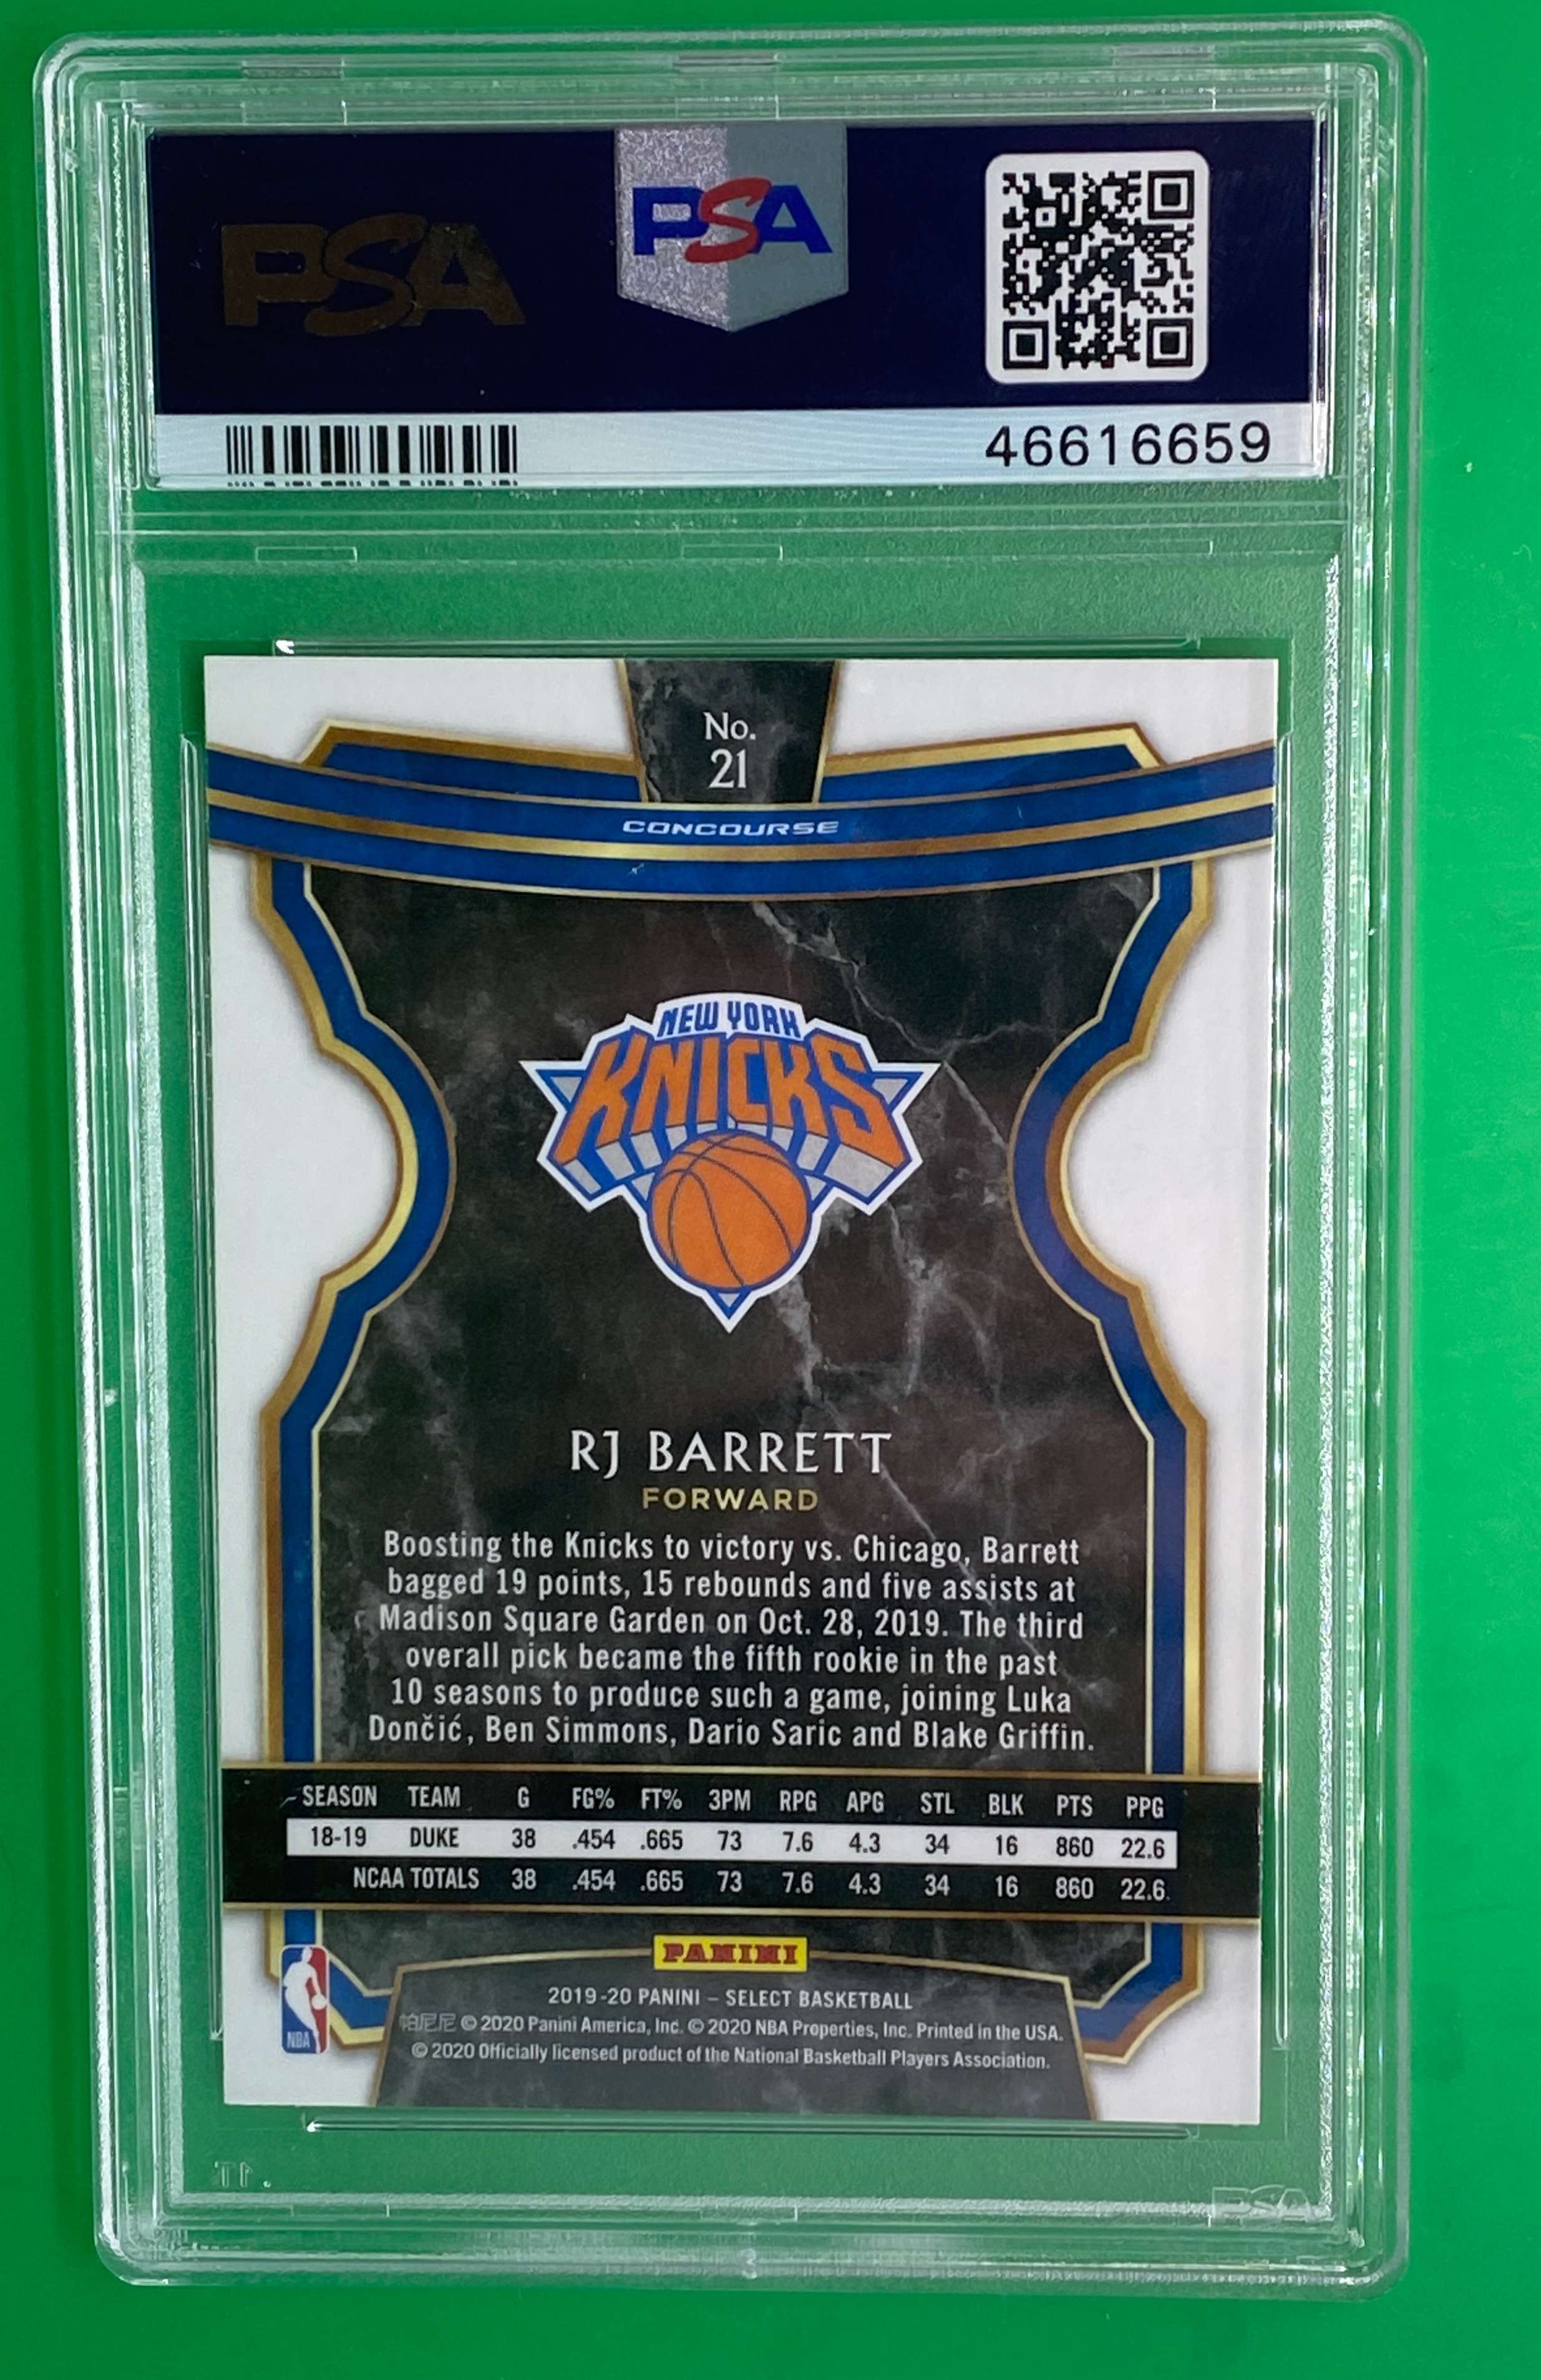 PSA
PSA
46616659
No.
21
CONCOURSE
NEW YORK
KNICKS
RJ BARRETT
FORWARD
Boosting the Knicks to victory vs. Chicago, Barrett
bagged 19 points, 15 rebounds and five assists at
Madison Square Garden on Oct. 28, 2019. The third
overall pick became the fifth rookie in the past
10 seasons to produce such a game, joining Luka
Dončić, Ben Simmons, Dario Saric and Blake Griffin.
SEASON TEAM G FG% FT% 3PM RPG APG STL BLK PTS PPG
18-19 DUKE 38 .454 .665 73 7.6 4.3 34 16 860 22.6
NCAA TOTALS 38 .454 .665 73 7.6 4.3 34 16 860 22.6
PANINI
NBA
2019-20 PANINI – SELECT BASKETBALL
帕尼尼 © 2020 Panini America, Inc. © 2020 NBA Properties, Inc. Printed in the USA.
© 2020 Officially licensed product of the National Basketball Players Association.
PSA